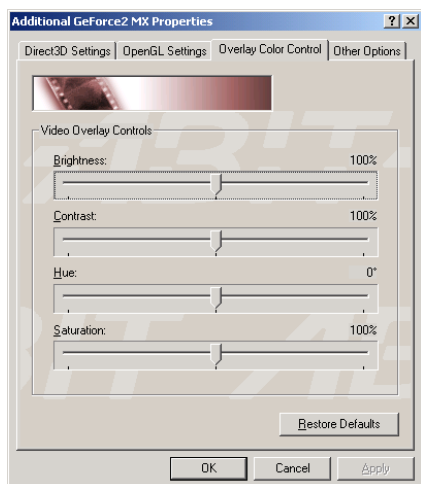 Additional GeForce2 MX Properties
Direct3D Settings OpenGL Settings Overlay Color Control Other Options
Video Overlay Controls
Brightness: 100%
Contrast: 100%
Hue: 0°
Saturation: 100%
Restore Defaults
OK Cancel Apply